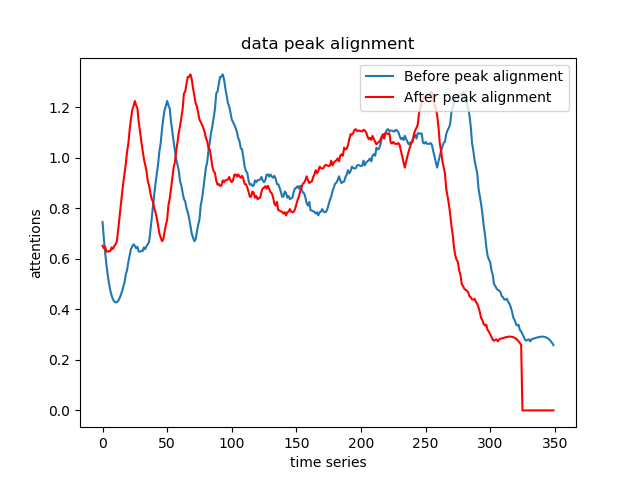 data peak alignment
Before peak alignment
After peak alignment
attentions
1.2
1.0
0.8
0.6
0.4
0.2
0.0
0 50 100 150 200 250 300 350
time series